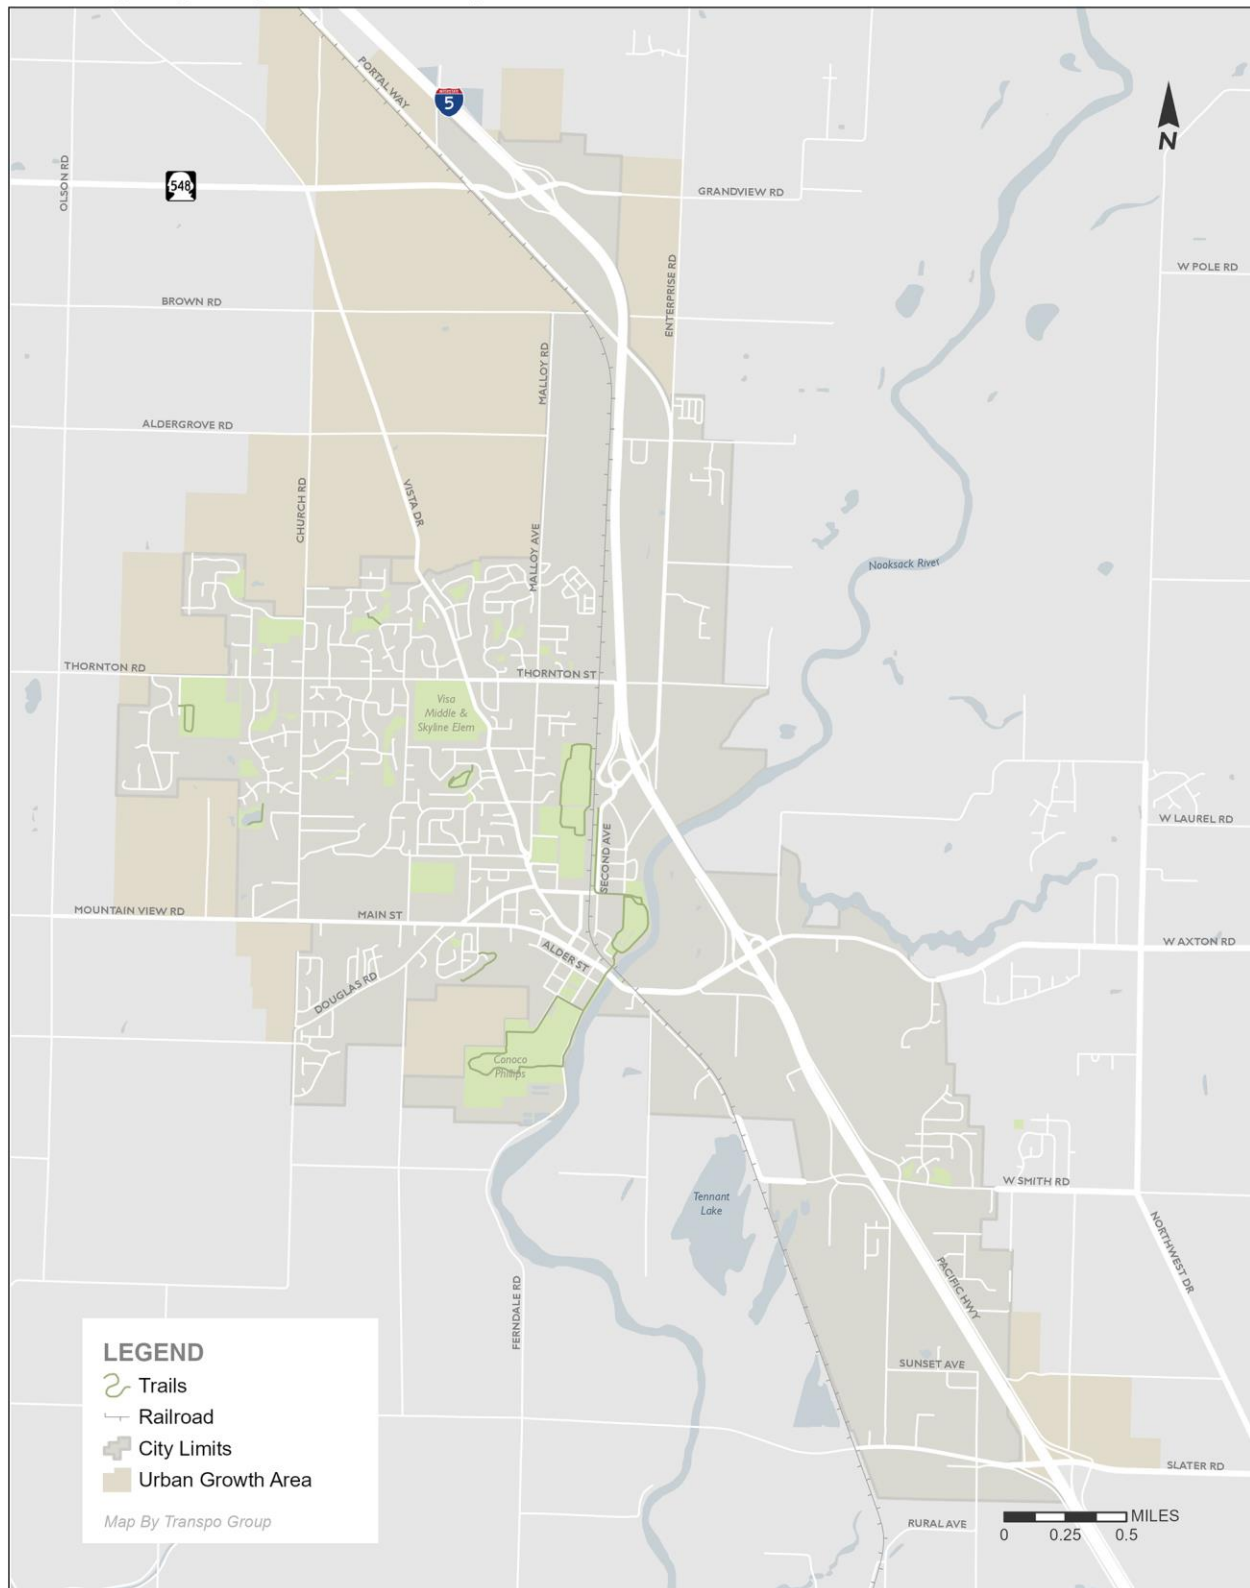 PORTAL WAY
INTERSTATE
5
OLSON RD
548
GRANDVIEW RD
W POLE RD
N
BROWN RD
ENTERPRISE RD
MALLOY RD
ALDERGROVE RD
CHURCH RD
VISTA DR
MALLOY AVE
Nooksack River
THORNTON RD
THORNTON ST
Visa
Middle &
Skyline Elem
SECOND AVE
W LAUREL RD
MOUNTAIN VIEW RD
MAIN ST
ALDER ST
W AXTON RD
DOUGLAS RD
Conoco
Phillips
W SMITH RD
Tennant
Lake
NORTHWEST DR
PACIFIC HWY
FERNDALE RD
SUNSET AVE
SLATER RD
RURAL AVE
LEGEND
Trails
Railroad
City Limits
Urban Growth Area
Map By Transpo Group
MILES
0 0.25 0.5